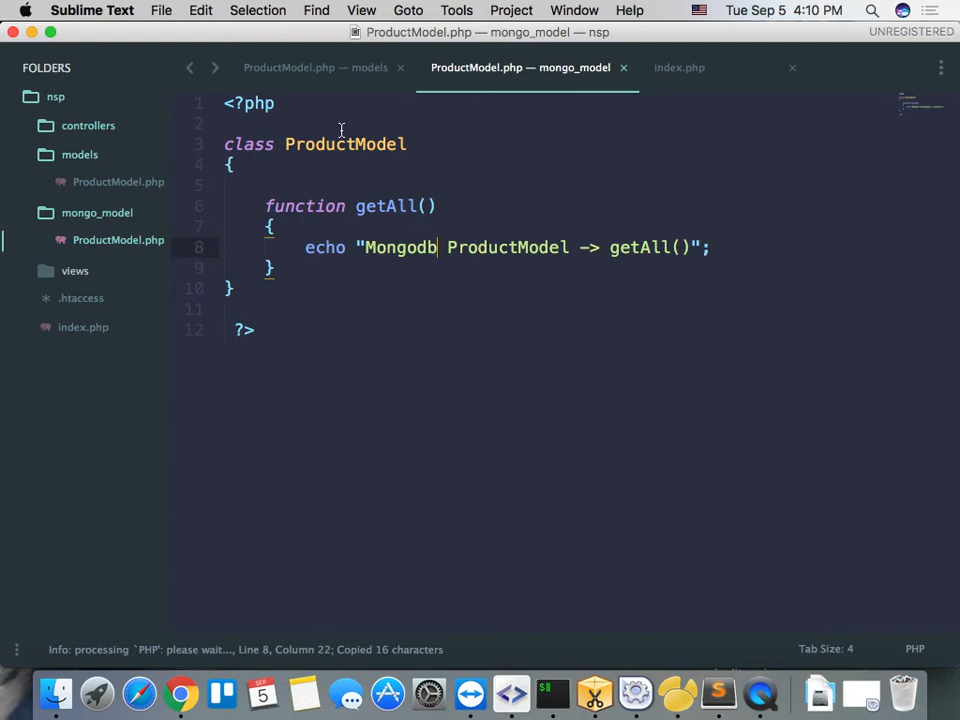 Sublime Text File Edit Selection Find View Goto Tools Project Window Help Tue Sep 5 4:10 PM
ProductModel.php — mongo_model — nsp UNREGISTERED
FOLDERS
nsp
controllers
models
ProductModel.php
mongo_model
ProductModel.php
views
.htaccess
index.php
ProductModel.php — models × ProductModel.php — mongo_model × index.php ×
1 <?php
2
3 class ProductModel
4 {
5
6 function getAll()
7 {
8 echo "Mongodb ProductModel -> getAll()";
9 }
10 }
11
12 ?>
Info: processing `PHP': please wait..., Line 8, Column 22; Copied 16 characters Tab Size: 4 PHP
SEP
5
$
S